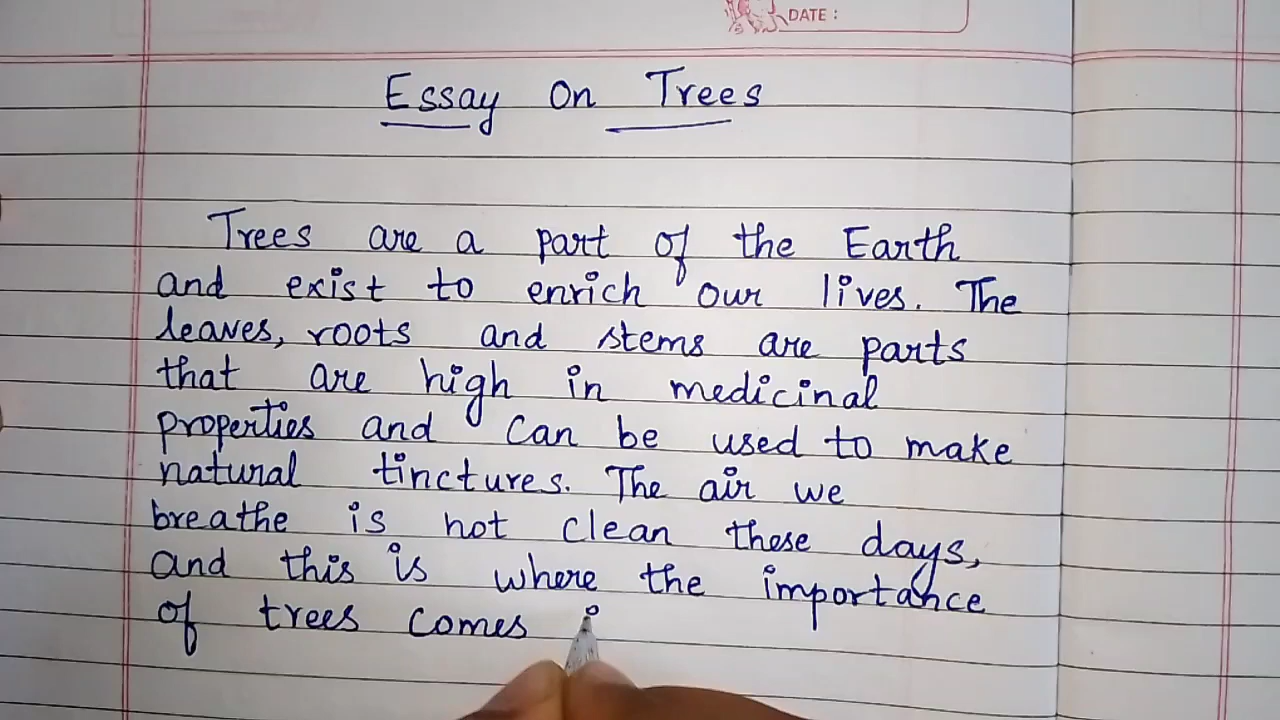 DATE :
Essay on Trees
Trees are a part of the Earth
and exist to enrich our lives. The
leaves, roots and stems are parts
that are high in medicinal
properties and can be used to make
natural tinctures. The air we
breathe is not clean these days,
and this is where the importance
of trees comes i